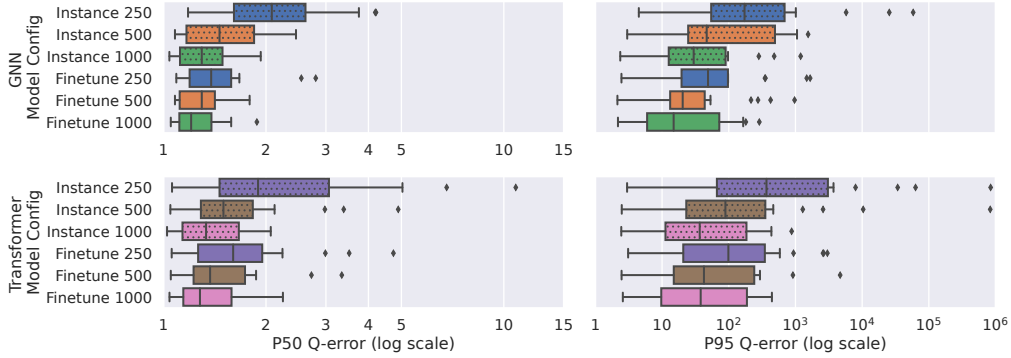 GNN
Model Config
Instance 250
Instance 500
Instance 1000
Finetune 250
Finetune 500
Finetune 1000
1 2 3 4 5 10 15
Transformer
Model Config
Instance 250
Instance 500
Instance 1000
Finetune 250
Finetune 500
Finetune 1000
1 2 3 4 5 10 15
1 10 10² 10³ 10⁴ 10⁵ 10⁶
P50 Q-error (log scale)
P95 Q-error (log scale)